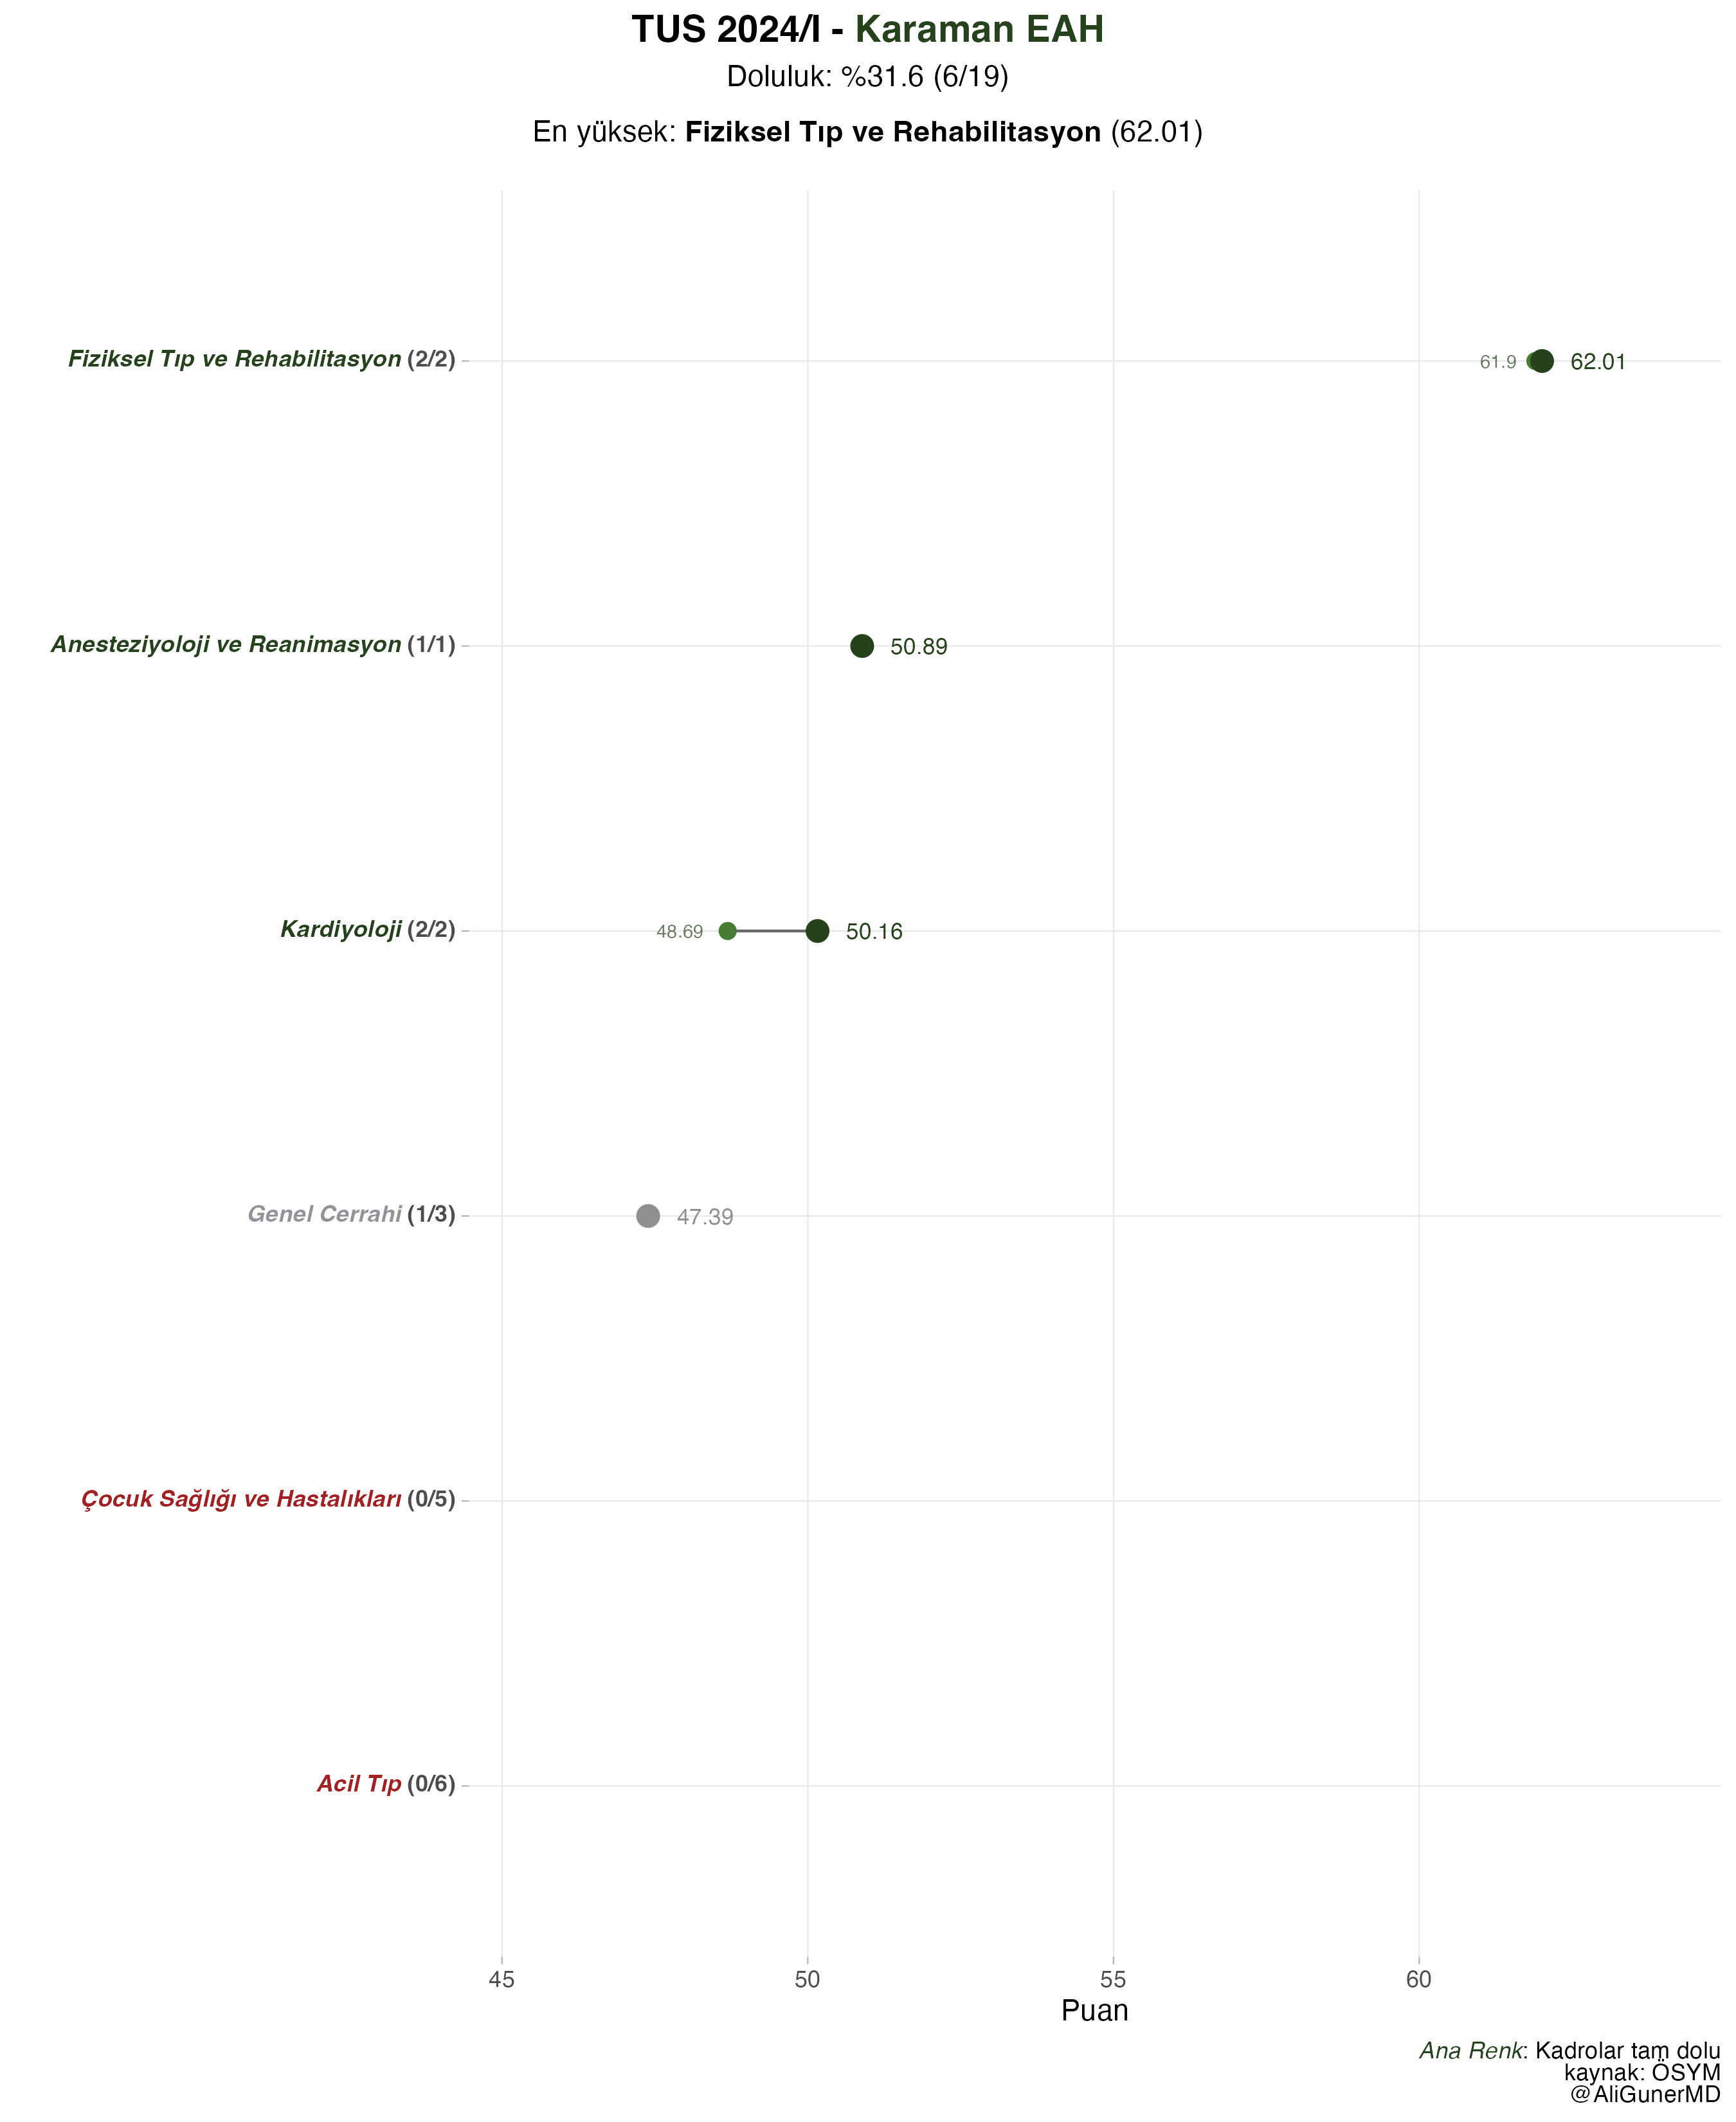 TUS 2024/I - Karaman EAH
Doluluk: %31.6 (6/19)
En yüksek: Fiziksel Tıp ve Rehabilitasyon (62.01)
Fiziksel Tıp ve Rehabilitasyon (2/2) 61.9 62.01
Anesteziyoloji ve Reanimasyon (1/1) 50.89
Kardiyoloji (2/2) 48.69 50.16
Genel Cerrahi (1/3) 47.39
Çocuk Sağlığı ve Hastalıkları (0/5)
Acil Tıp (0/6)
45 50 55 60
Puan
Ana Renk: Kadrolar tam dolu
kaynak: ÖSYM
@AliGunerMD